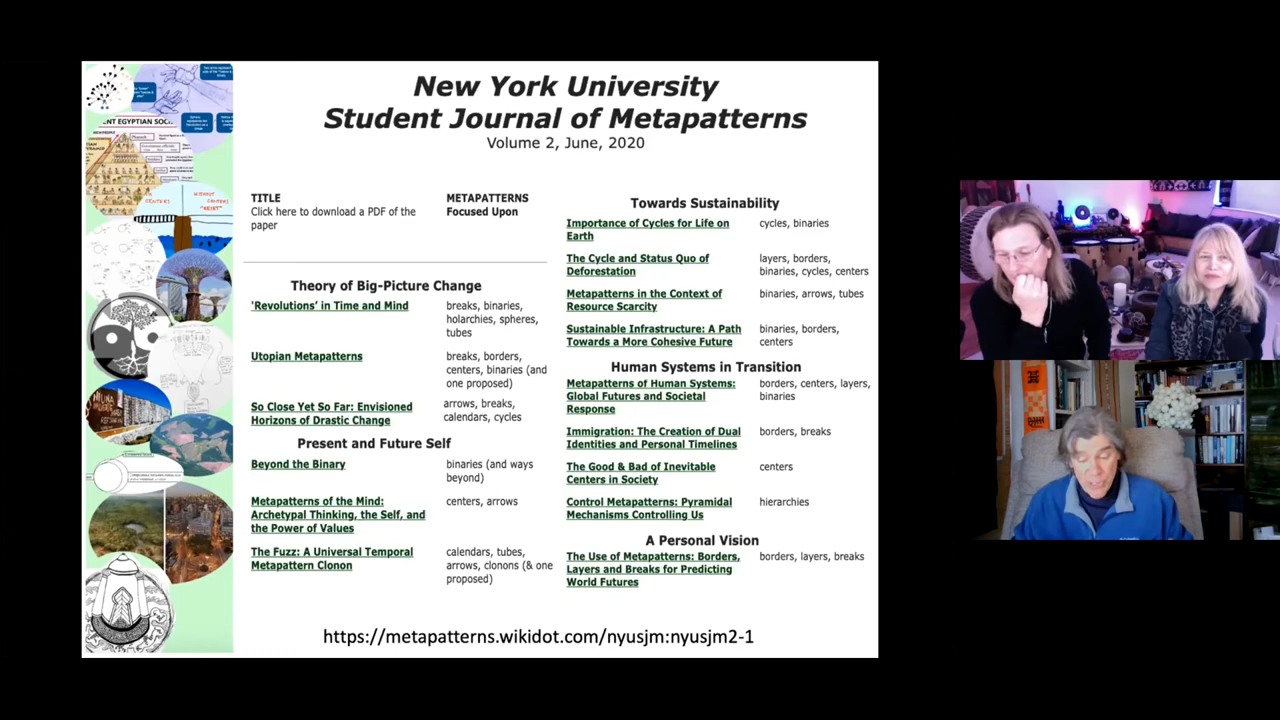 New York University
Student Journal of Metapatterns
Volume 2, June, 2020
TITLE
Click here to download a PDF of the
paper
METAPATTERNS
Focused Upon
Theory of Big-Picture Change
'Revolutions' in Time and Mind
breaks, binaries,
holarchies, spheres,
tubes
Utopian Metapatterns
breaks, borders,
centers, binaries (and
one proposed)
So Close Yet So Far: Envisioned
Horizons of Drastic Change
arrows, breaks,
calendars, cycles
Present and Future Self
Beyond the Binary
binaries (and ways
beyond)
Metapatterns of the Mind:
Archetypal Thinking, the Self, and
the Power of Values
centers, arrows
The Fuzz: A Universal Temporal
Metapattern Clonon
calendars, tubes,
arrows, clonons (& one
proposed)
Towards Sustainability
Importance of Cycles for Life on
Earth
cycles, binaries
The Cycle and Status Quo of
Deforestation
layers, borders,
binaries, cycles, centers
Metapatterns in the Context of
Resource Scarcity
binaries, arrows, tubes
Sustainable Infrastructure: A Path
Towards a More Cohesive Future
binaries, borders,
centers
Human Systems in Transition
Metapatterns of Human Systems:
Global Futures and Societal
Response
borders, centers, layers,
binaries
Immigration: The Creation of Dual
Identities and Personal Timelines
borders, breaks
The Good & Bad of Inevitable
Centers in Society
centers
Control Metapatterns: Pyramidal
Mechanisms Controlling Us
hierarchies
A Personal Vision
The Use of Metapatterns: Borders,
Layers and Breaks for Predicting
World Futures
borders, layers, breaks
https://metapatterns.wikidot.com/nyusjm:nyusjm2-1
ENT EGYPTIAN SOCI
WITHOUT
CENTERS